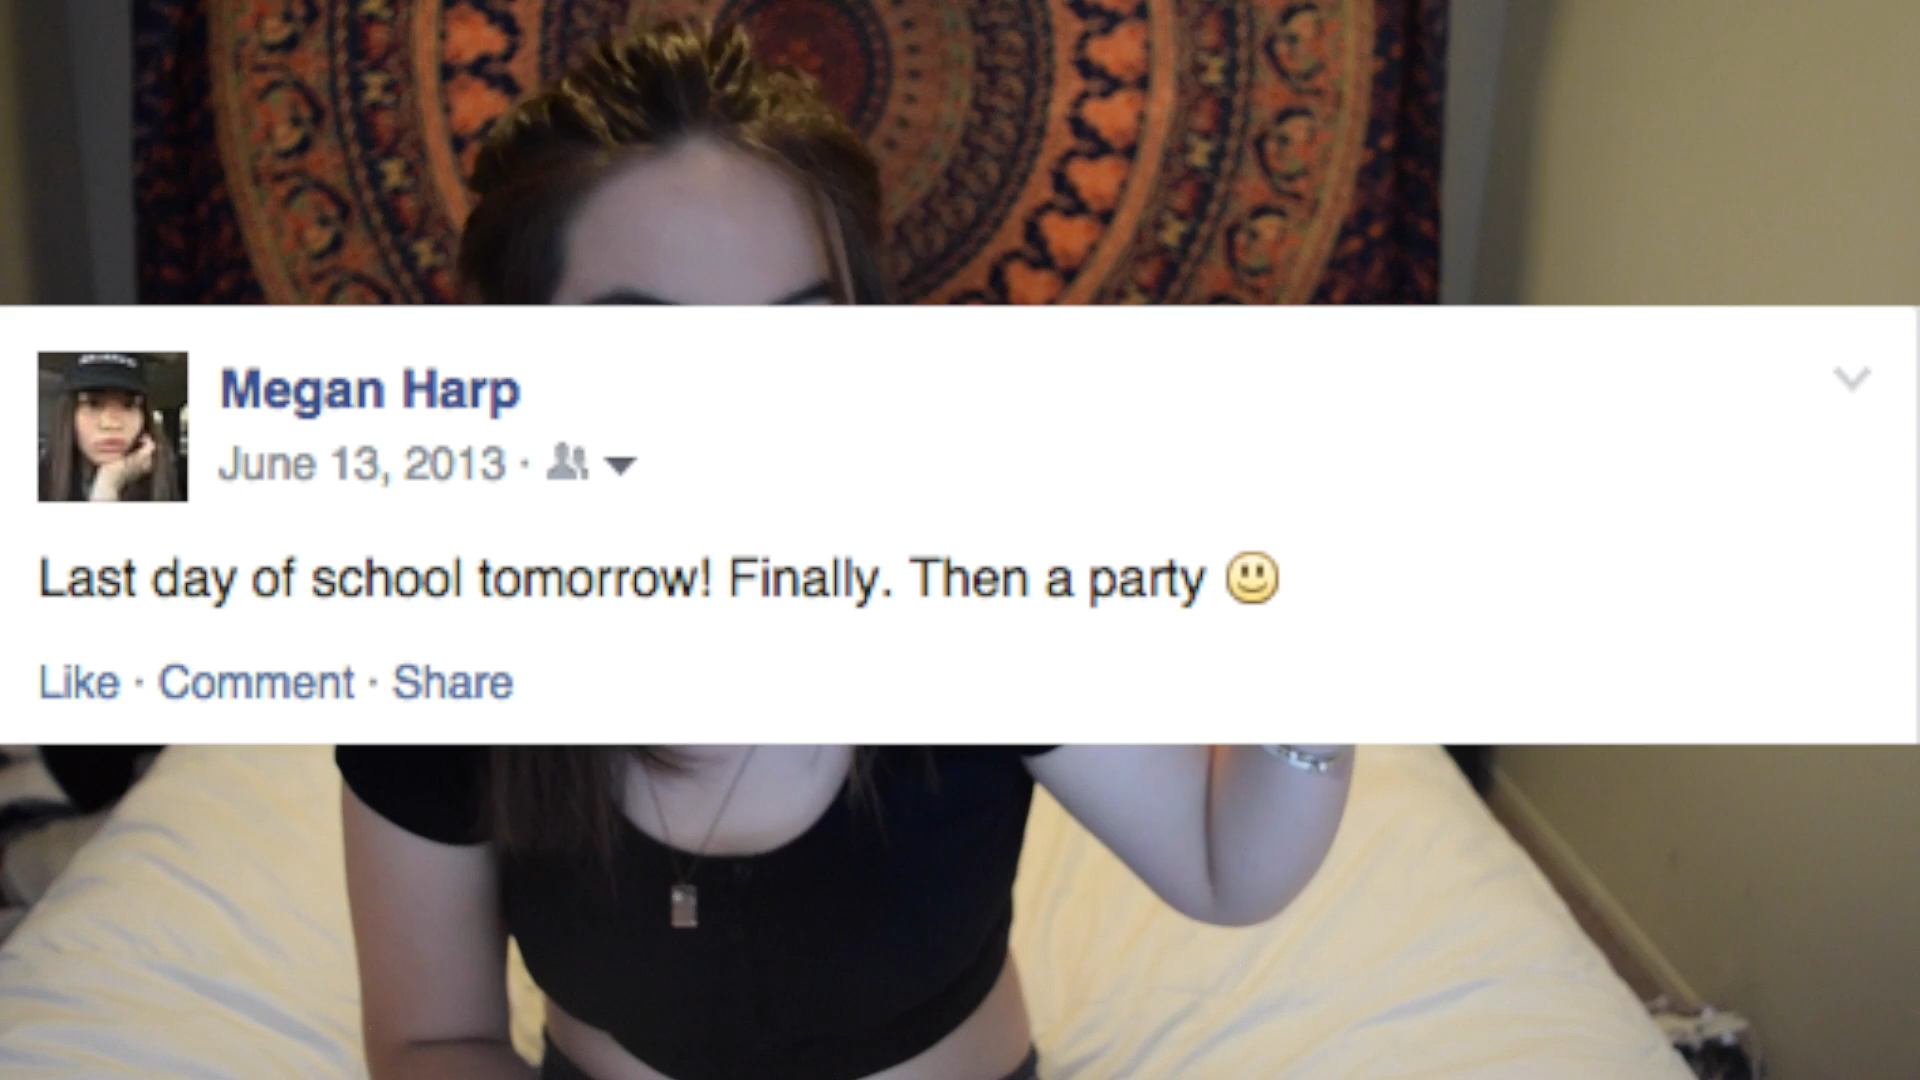 Megan Harp
June 13, 2013 ·
Last day of school tomorrow! Finally. Then a party
Like · Comment · Share